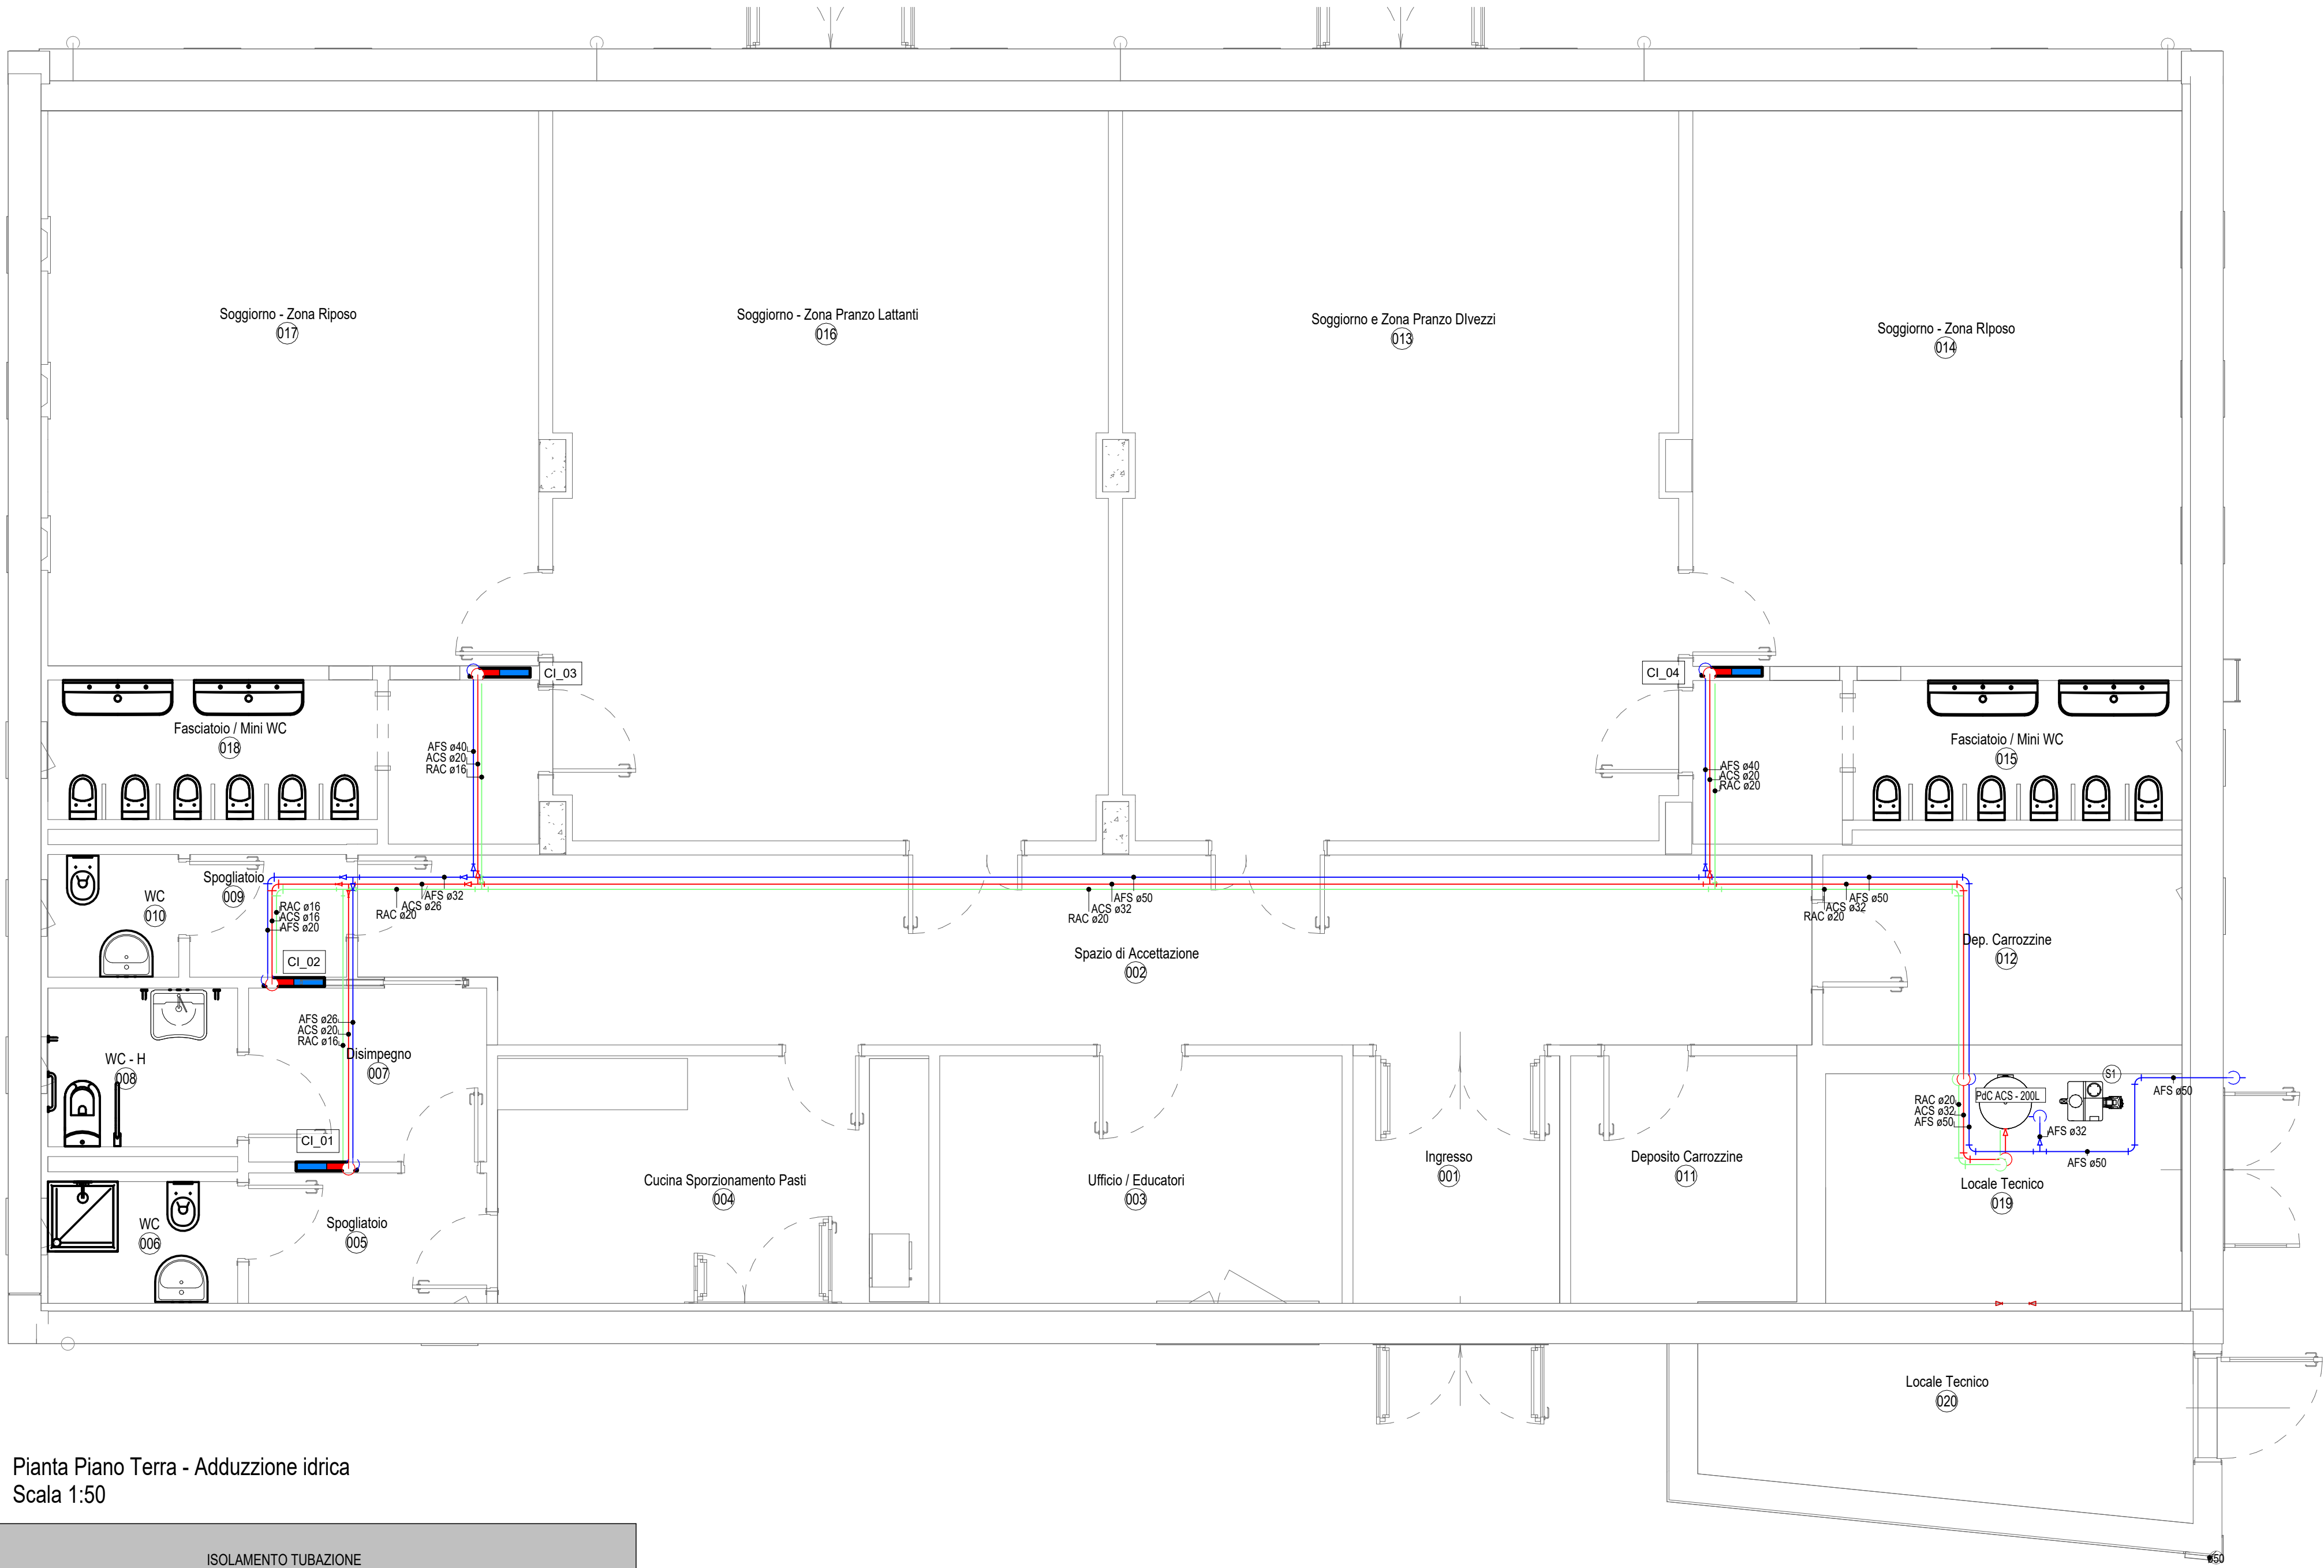 Soggiorno - Zona Riposo
017
Soggiorno - Zona Pranzo Lattanti
016
Soggiorno e Zona Pranzo DIvezzi
013
Soggiorno - Zona RIposo
014
CI_03
CI_04
Fasciatoio / Mini WC
018
AFS ø40
ACS ø20
RAC ø16
AFS ø40
ACS ø20
RAC ø20
Fasciatoio / Mini WC
015
WC
010
Spogliatoio
009
RAC ø16
ACS ø16
AFS ø20
CI_02
AFS ø32
ACS ø26
RAC ø20
AFS ø50
ACS ø32
RAC ø20
AFS ø50
ACS ø32
RAC ø20
Spazio di Accettazione
002
Dep. Carrozzine
012
AFS ø26
ACS ø20
RAC ø16
Disimpegno
007
WC - H
008
CI_01
WC
006
Spogliatoio
005
Cucina Sporzionamento Pasti
004
Ufficio / Educatori
003
Ingresso
001
Deposito Carrozzine
011
RAC ø20
ACS ø32
AFS ø50
PdC ACS - 200L
S1
AFS ø50
AFS ø32
AFS ø50
Locale Tecnico
019
Locale Tecnico
020
ø50
Pianta Piano Terra - Adduzzione idrica
Scala 1:50
ISOLAMENTO TUBAZIONE